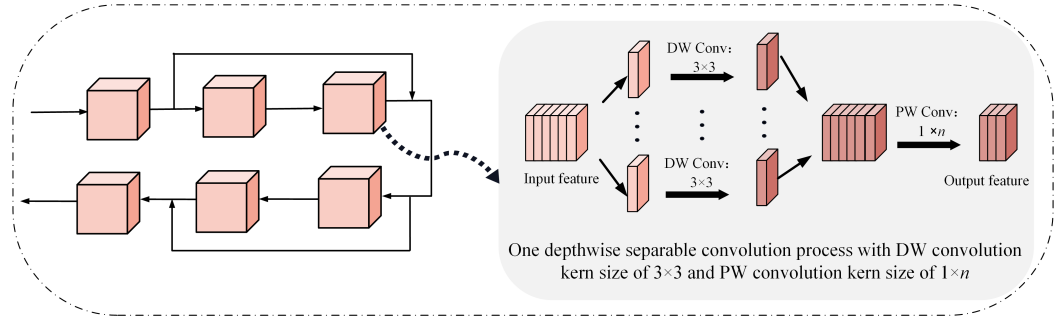 DW Conv:
3×3
Input feature
DW Conv:
3×3
PW Conv:
1 ×n
Output feature
One depthwise separable convolution process with DW convolution
kern size of 3×3 and PW convolution kern size of 1×n